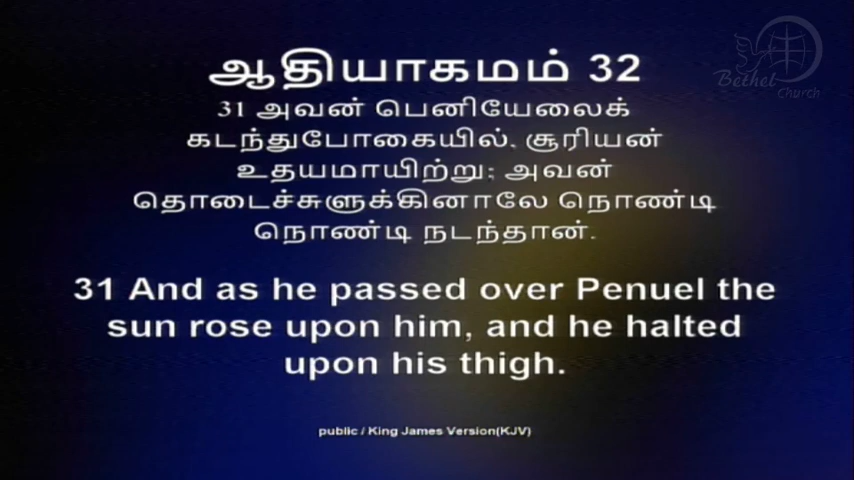 Bethel
Church
ஆதியாகமம் 32
31 அவன் பெனியேலைக்
கடந்துபோகையில், சூரியன்
உதயமாயிற்று; அவன்
தொடைச்சுளுக்கினாலே நொண்டி
நொண்டி நடந்தான்.
31 And as he passed over Penuel the
sun rose upon him, and he halted
upon his thigh.
public / King James Version(KJV)